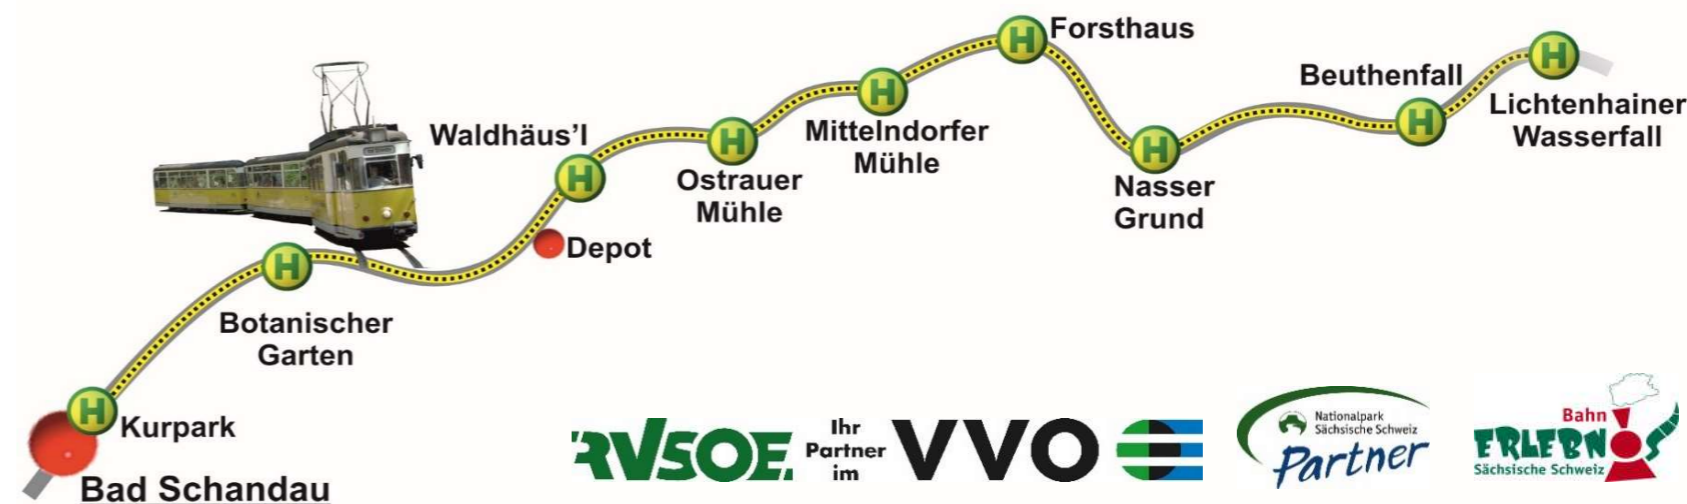 Forsthaus
H
H
Beuthenfall
H
Lichtenhainer
Wasserfall
H
Waldhäus'l
H
Mittelndorfer
Mühle
H
H
Nasser
Grund
H
Ostrauer
Mühle
Depot
H
Botanischer
Garten
H
Kurpark
Bad Schandau
RVSOE.
Ihr
Partner
im
VVO
Nationalpark
Sächsische Schweiz
Partner
Bahn
ERLEBNIS
Sächsische Schweiz